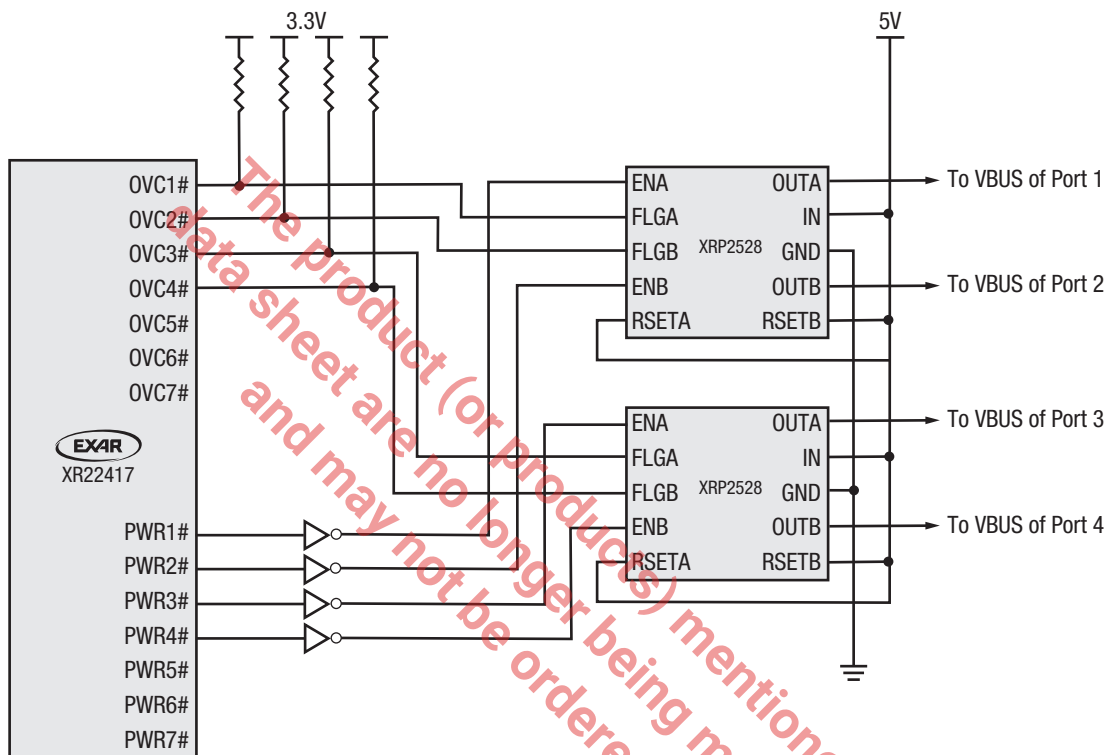 3.3V
5V
OVC1#
OVC2#
OVC3#
OVC4#
OVC5#
OVC6#
OVC7#
EXAR
XR22417
PWR1#
PWR2#
PWR3#
PWR4#
PWR5#
PWR6#
PWR7#
ENA OUTA
FLGA IN
FLGB XRP2528 GND
ENB OUTB
RSETA RSETB
To VBUS of Port 1
To VBUS of Port 2
ENA OUTA
FLGA IN
FLGB XRP2528 GND
ENB OUTB
RSETA RSETB
To VBUS of Port 3
To VBUS of Port 4
The product (or products) mentione
data sheet are no longer being m
and may not be ordere